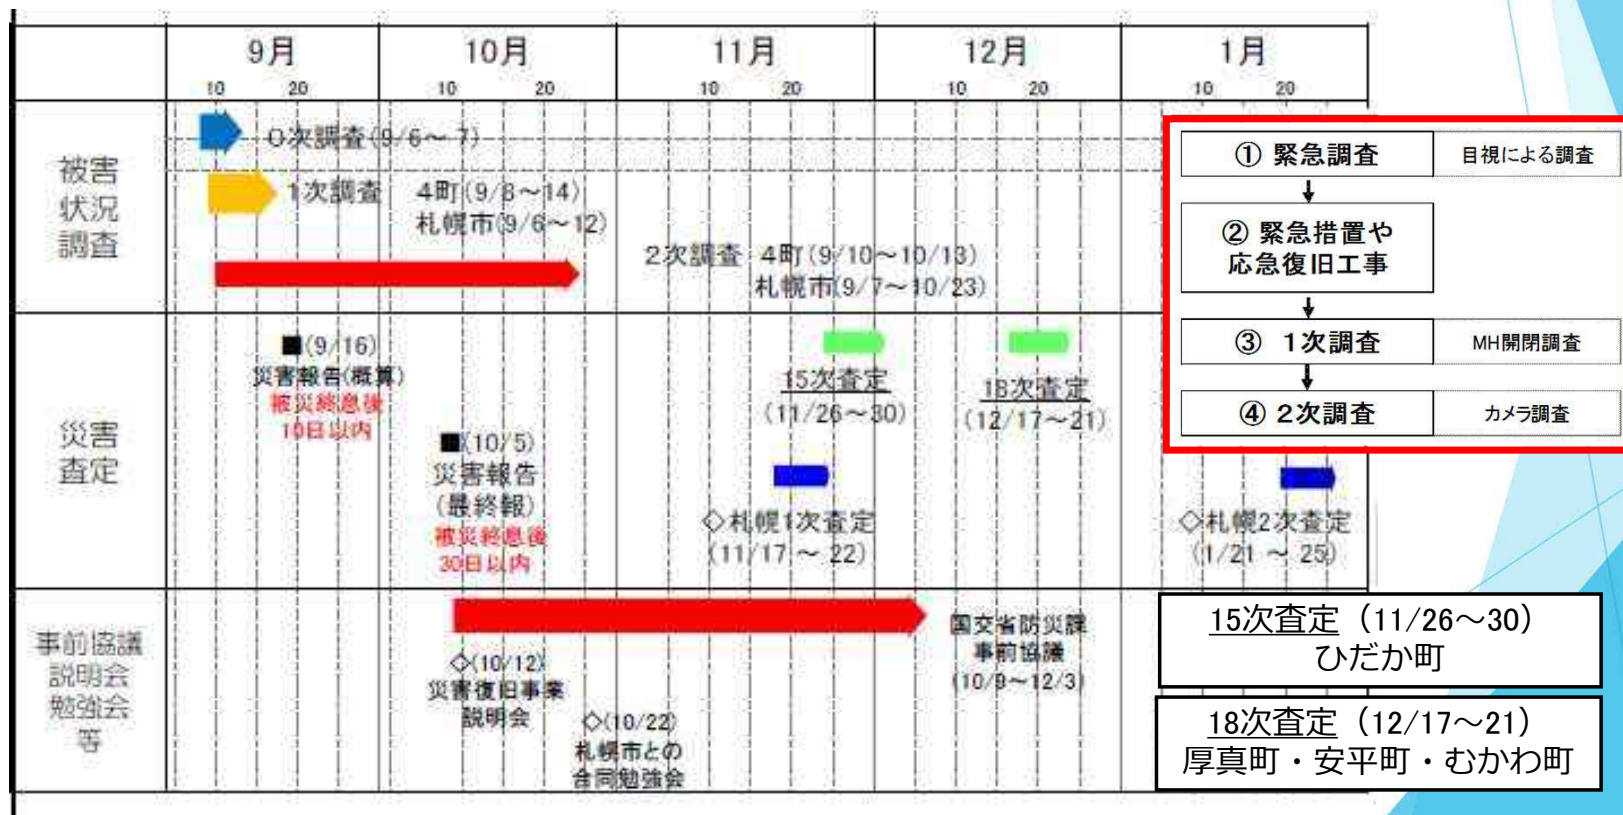 9月
10月
11月
12月
1月
10 20 10 20 10 20 10 20 10 20
被害
状況
調査
0次調査(9/6～7)
1次調査 4町(9/8～14)
札幌市(9/6～12)
2次調査 4町(9/10～10/13)
札幌市(9/7～10/23)
① 緊急調査 目視による調査
② 緊急措置や
応急復旧工事
③ 1次調査 MH開閉調査
④ 2次調査 カメラ調査
災害
査定
■(9/16)
災害報告(概算)
被災終息後
10日以内
■(10/5)
災害報告
(最終報)
被災終息後
30日以内
15次査定
(11/26～30)
18次査定
(12/17～21)
◇札幌1次査定
(11/17 ～ 22)
◇札幌2次査定
(1/21 ～ 25)
事前協議
説明会
勉強会
等
◇(10/12)
災害復旧事業
説明会
◇(10/22)
札幌市との
合同勉強会
国交省防災課
事前協議
(10/9～12/3)
15次査定（11/26～30）
ひだか町
18次査定（12/17～21）
厚真町・安平町・むかわ町